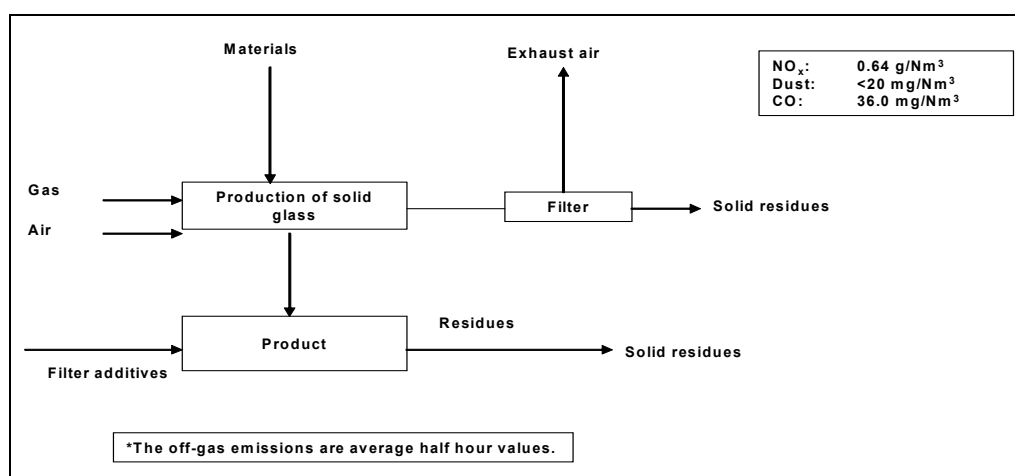 Materials
Exhaust air
NOx: 0.64 g/Nm³
Dust: <20 mg/Nm³
CO: 36.0 mg/Nm³
Gas
Air
Production of solid
glass
Filter
Solid residues
Product
Residues
Solid residues
Filter additives
*The off-gas emissions are average half hour values.